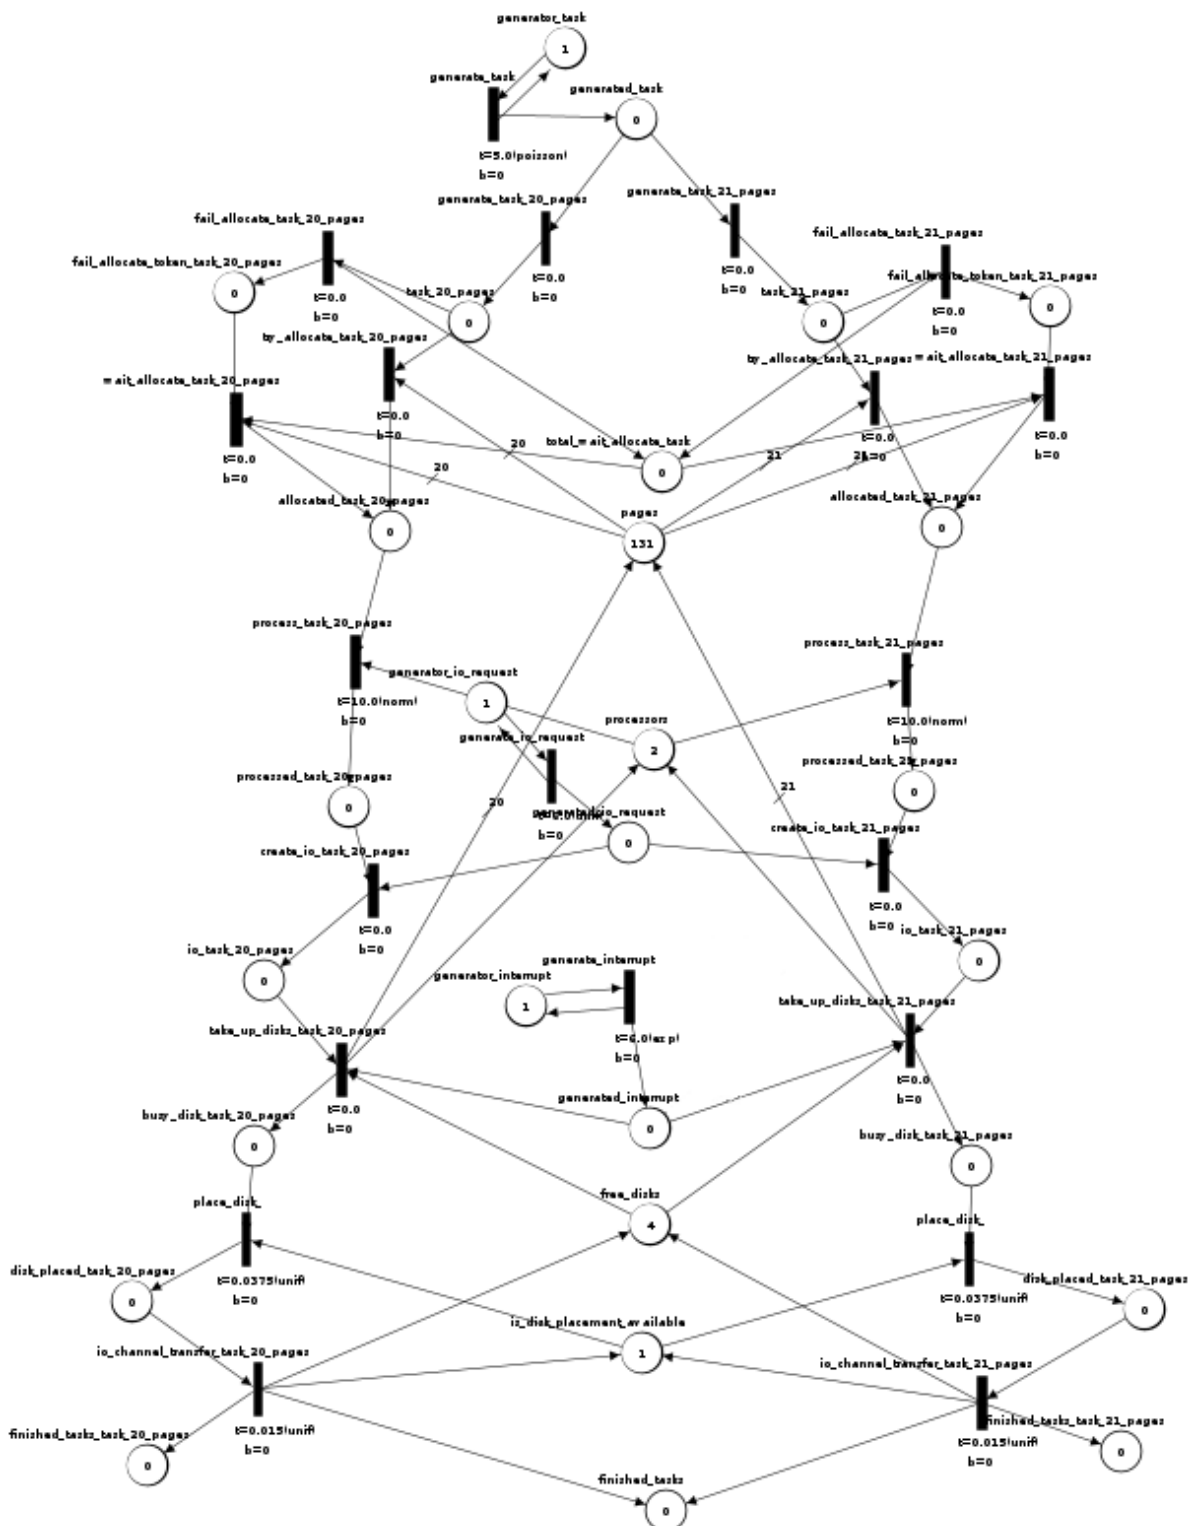 generator_task
1
generate_task
generated_task
0
t=5.0(poisson)
b=0
generate_task_20_pages
generate_task_21_pages
fail_allocate_task_20_pages
fail_allocate_task_21_pages
t=0.0
b=0
t=0.0
b=0
fail_allocate_token_task_20_pages
0
t=0.0
b=0
task_20_pages
0
task_21_pages
0
fail_allocate_token_task_21_pages
0
t=0.0
b=0
try_allocate_task_20_pages
try_allocate_task_21_pages
wait_allocate_task_21_pages
wait_allocate_task_20_pages
t=0.0
b=0
t=0.0
b=0
t=0.0
b=0
t=0.0
b=0
20
total_wait_allocate_task
0
20
21
allocated_task_20_pages
0
allocated_task_21_pages
0
pages
131
process_task_20_pages
process_task_21_pages
generator_io_request
1
t=10.0(norm)
b=0
processors
2
t=10.0(norm)
b=0
generate_io_request
processed_task_20_pages
0
processed_task_21_pages
0
20
21
generated_io_request
0
b=0
create_io_task_20_pages
create_io_task_21_pages
t=0.0
b=0
t=0.0
b=0
io_task_20_pages
0
io_task_21_pages
0
generate_interrupt
generator_interrupt
1
t=6.0(exp)
b=0
take_up_disks_task_20_pages
take_up_disks_task_21_pages
t=0.0
b=0
t=0.0
b=0
generated_interrupt
0
busy_disk_task_20_pages
0
busy_disk_task_21_pages
0
free_disks
4
place_disk_
place_disk_
t=0.0375(unif)
b=0
t=0.0375(unif)
b=0
disk_placed_task_20_pages
0
disk_placed_task_21_pages
0
is_disk_placement_available
1
io_channel_transfer_task_20_pages
io_channel_transfer_task_21_pages
t=0.015(unif)
b=0
t=0.015(unif)
b=0
finished_tasks_task_20_pages
0
finished_tasks_task_21_pages
0
finished_tasks
0